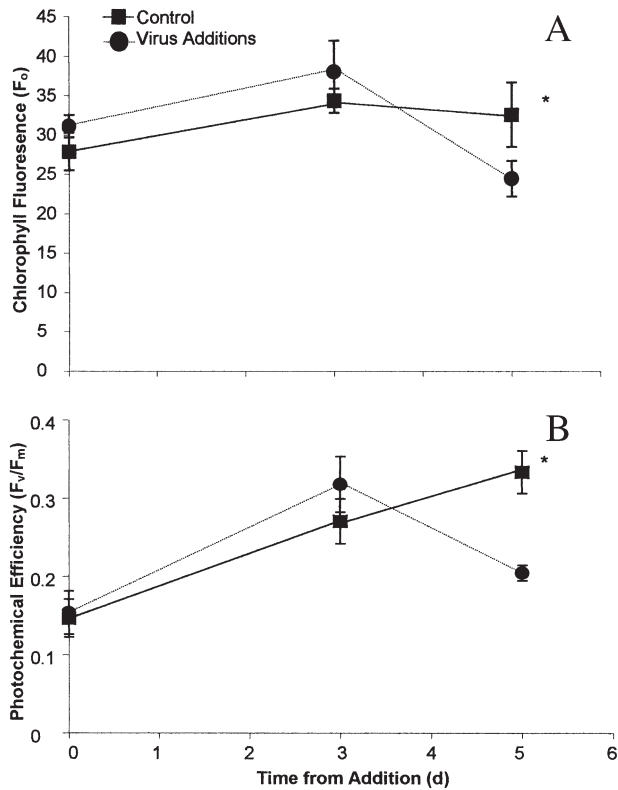 Control
Virus Additions
A
*
Chlorophyll Fluoresence (Fo)
45
40
35
30
25
20
15
10
5
0
B
*
Photochemical Efficiency (Fv/Fm)
0.4
0.3
0.2
0.1
0
0 1 2 3 4 5 6
Time from Addition (d)